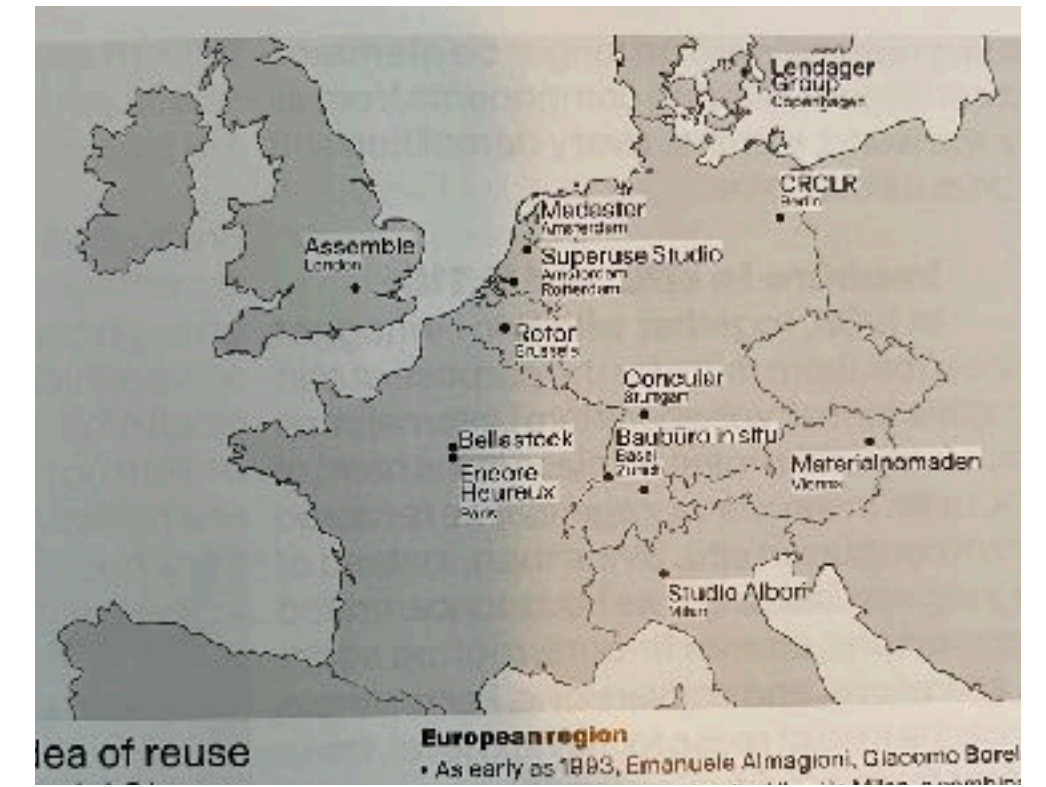 Lendager
Group
Copenhagen
CRCLR
Berlin
Madaster
Amsterdam
Assemble
London
Superuse Studio
Amsterdam
Rotterdam
Rotor
Brussels
Concular
Stuttgart
Bellastock
Baubüro in situ
Basel
Zürich
Encore
Heureux
Paris
Materialnomaden
Vienna
Studio Albori
Milan
dea of reuse
European region
• As early as 1993, Emanuele Almagioni, Giacomo Borel